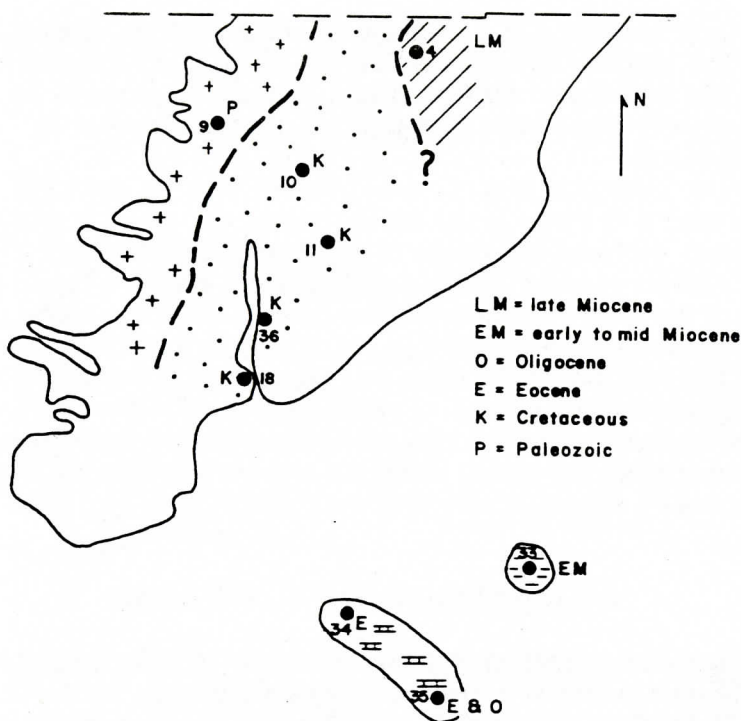 LM
4
N
P
9
K
10
?
K
11
K
36
K 18
LM = late Miocene
EM = early to mid Miocene
O = Oligocene
E = Eocene
K = Cretaceous
P = Paleozoic
33
EM
E
34
35
E & O